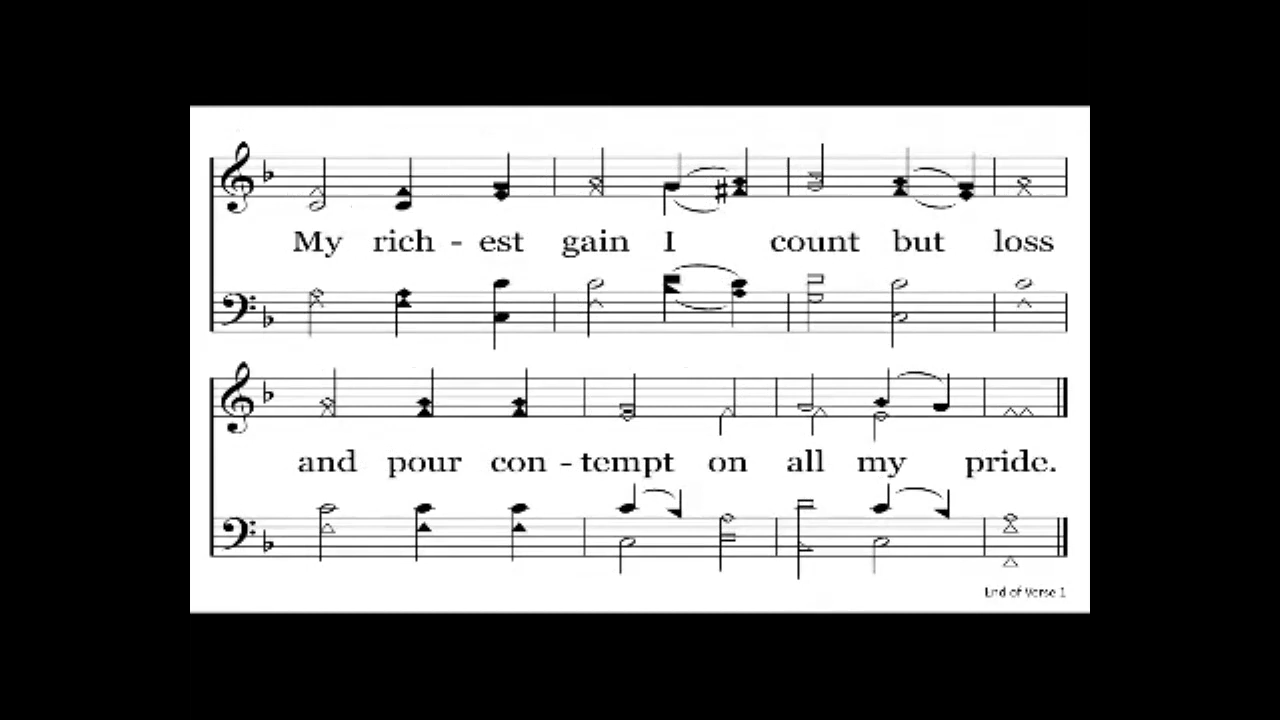 My rich - est gain I count but loss
and pour con - tempt on all my pride.
End of Verse 1